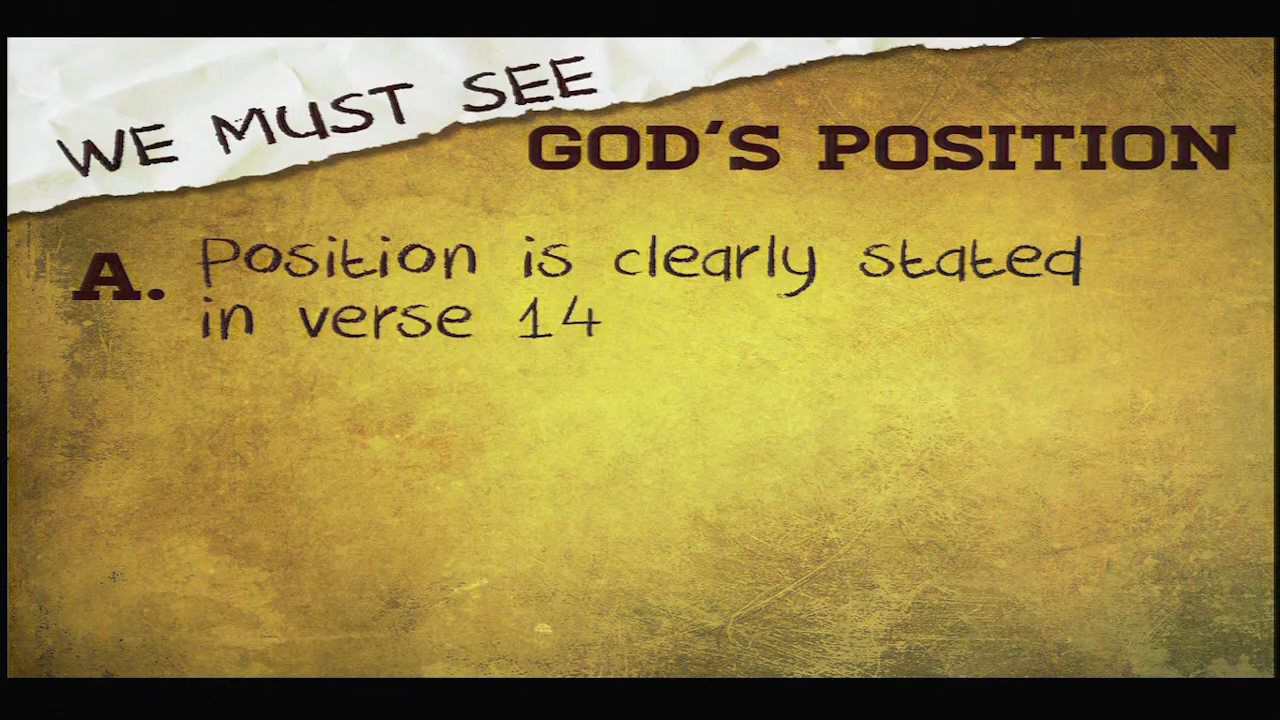 WE MUST SEE
GOD'S POSITION
A. Position is clearly stated
in verse 14